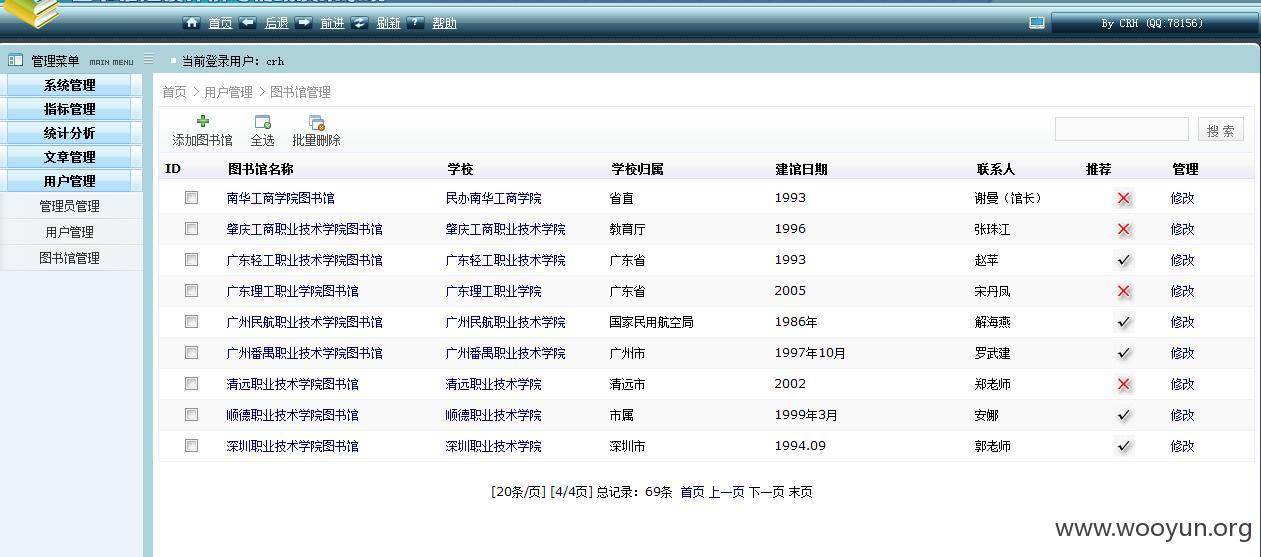 首页 后退 前进 刷新 帮助 By CRH (QQ:78156)
管理菜单 MAIN MENU 当前登录用户：crh
系统管理
指标管理
统计分析
文章管理
用户管理
管理员管理
用户管理
图书馆管理
首页 > 用户管理 > 图书馆管理
添加图书馆 全选 批量删除 搜 索
ID 图书馆名称 学校 学校归属 建馆日期 联系人 推荐 管理
南华工商学院图书馆 民办南华工商学院 省直 1993 谢曼（馆长） 修改
肇庆工商职业技术学院图书馆 肇庆工商职业技术学院 教育厅 1996 张珠江 修改
广东轻工职业技术学院图书馆 广东轻工职业技术学院 广东省 1993 赵苹 修改
广东理工职业学院图书馆 广东理工职业学院 广东省 2005 宋丹凤 修改
广州民航职业技术学院图书馆 广州民航职业技术学院 国家民用航空局 1986年 解海燕 修改
广州番禺职业技术学院图书馆 广州番禺职业技术学院 广州市 1997年10月 罗武建 修改
清远职业技术学院图书馆 清远职业技术学院 清远市 2002 郑老师 修改
顺德职业技术学院图书馆 顺德职业技术学院 市属 1999年3月 安娜 修改
深圳职业技术学院图书馆 深圳职业技术学院 深圳市 1994.09 郭老师 修改
[20条/页] [4/4页] 总记录：69条 首页 上一页 下一页 末页
www.wooyun.org